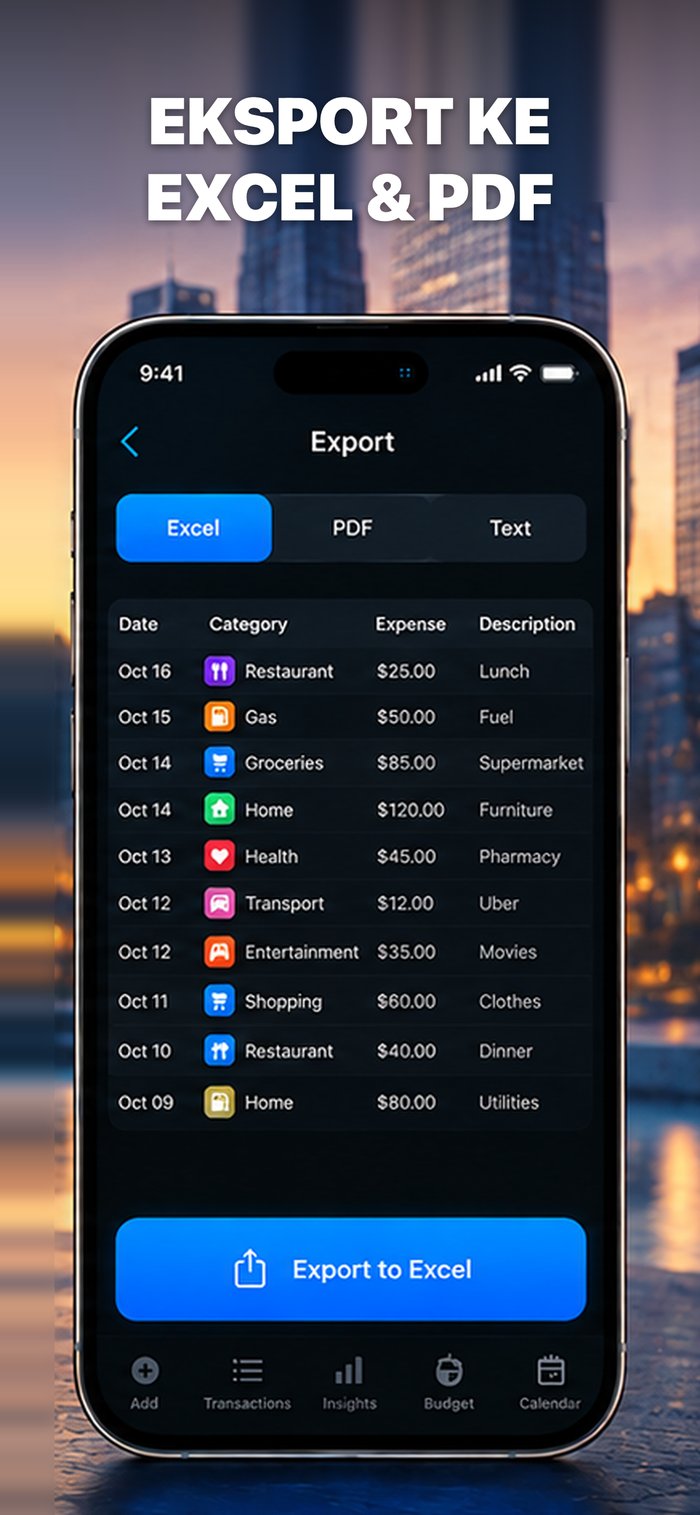 EKSPORT KE
EXCEL & PDF
9:41
Export
Excel PDF Text
Date Category Expense Description
Oct 16 Restaurant $25.00 Lunch
Oct 15 Gas $50.00 Fuel
Oct 14 Groceries $85.00 Supermarket
Oct 14 Home $120.00 Furniture
Oct 13 Health $45.00 Pharmacy
Oct 12 Transport $12.00 Uber
Oct 12 Entertainment $35.00 Movies
Oct 11 Shopping $60.00 Clothes
Oct 10 Restaurant $40.00 Dinner
Oct 09 Home $80.00 Utilities
Export to Excel
Add Transactions Insights Budget Calendar